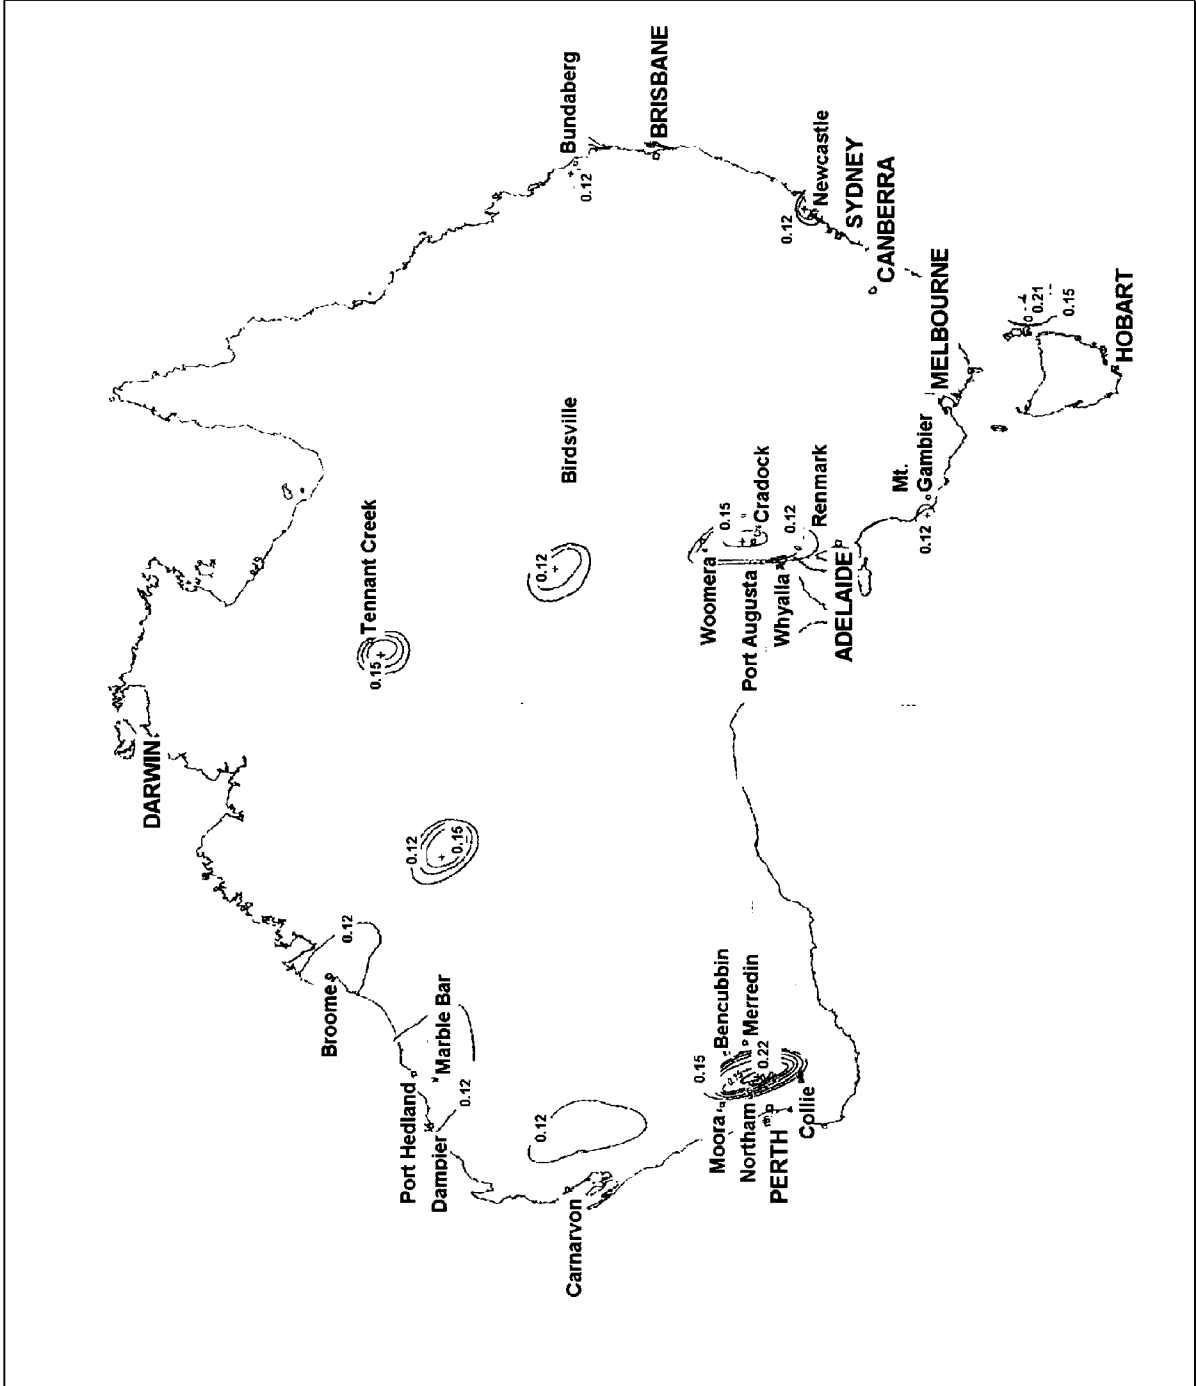 DARWIN
Broome
0.12
Port Hedland
Dampier
Marble Bar
0.12
0.12
0.15
Tennant Creek
0.15
Bundaberg
0.12
BRISBANE
Birdsville
0.12
Carnarvon
0.12
Newcastle
0.12
SYDNEY
CANBERRA
Woomera
0.15
Cradock
Port Augusta
Whyalla
0.12
Renmark
ADELAIDE
Moora
0.15
Bencubbin
Northam
0.15
Merredin
0.22
PERTH
Collie
Mt.
Gambier
0.12
MELBOURNE
0.21
0.15
HOBART